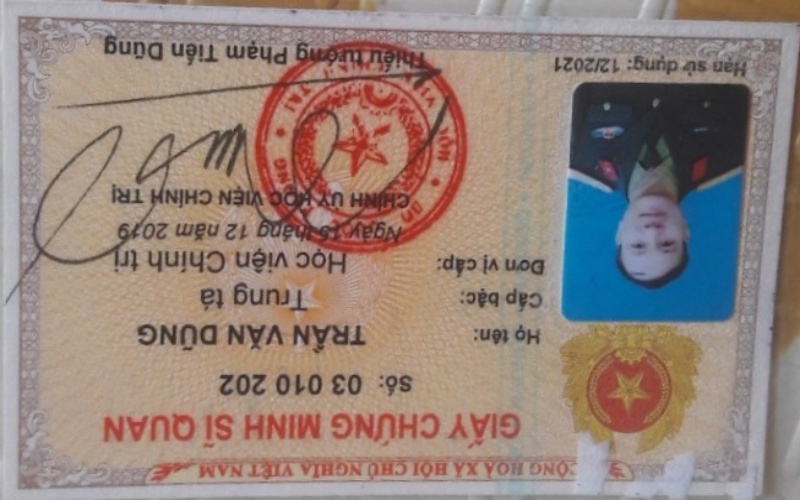 CỘNG HOÀ XÃ HỘI CHỦ NGHĨA VIỆT NAM
GIẤY CHỨNG MINH SĨ QUAN
Số: 03 010 202
Họ tên: TRẦN VĂN DŨNG
Cấp bậc: Trung tá
Đơn vị cấp: Học viện Chính trị
Ngày 15 tháng 12 năm 2019
CHÍNH ỦY HỌC VIỆN CHÍNH TRỊ
Hạn sử dụng: 12/2021
Thiếu tướng Phạm Tiến Dũng